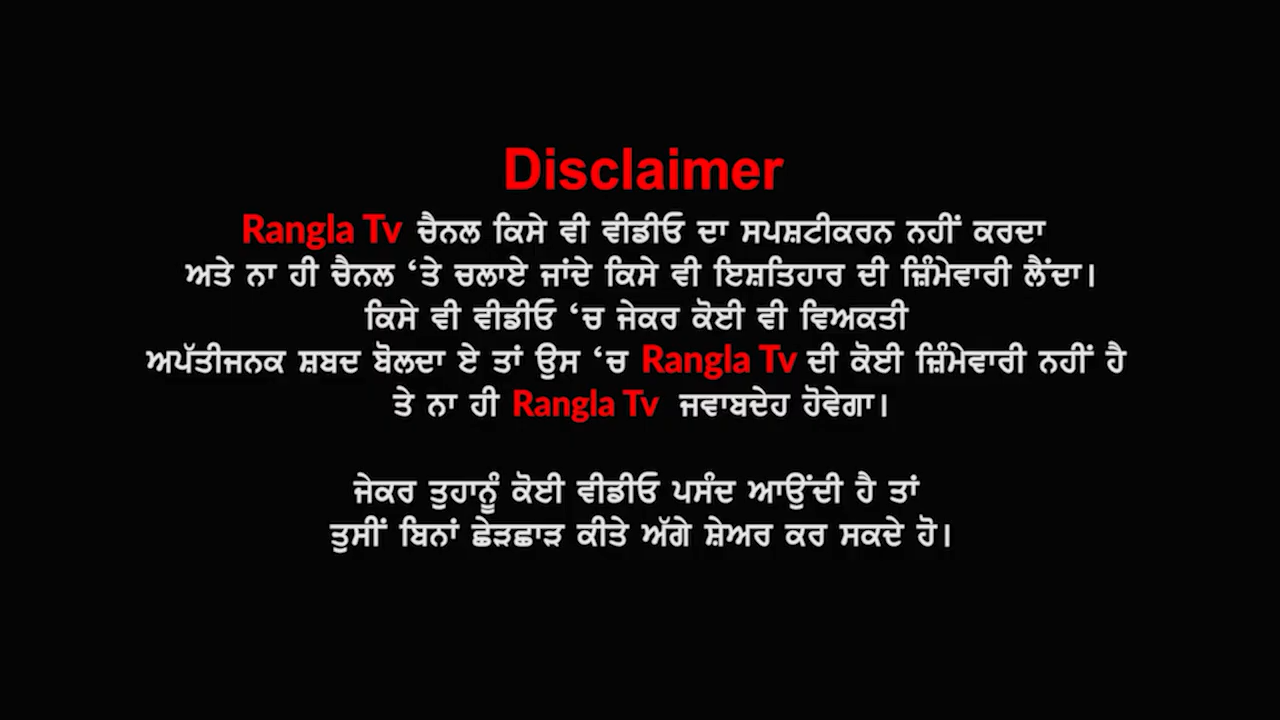 Disclaimer
Rangla Tv ਚੈਨਲ ਕਿਸੇ ਵੀ ਵੀਡੀਓ ਦਾ ਸਪਸ਼ਟੀਕਰਨ ਨਹੀਂ ਕਰਦਾ
ਅਤੇ ਨਾ ਹੀ ਚੈਨਲ ‘ਤੇ ਚਲਾਏ ਜਾਂਦੇ ਕਿਸੇ ਵੀ ਇਸ਼ਤਿਹਾਰ ਦੀ ਜ਼ਿੰਮੇਵਾਰੀ ਲੈਂਦਾ।
ਕਿਸੇ ਵੀ ਵੀਡੀਓ ‘ਚ ਜੇਕਰ ਕੋਈ ਵੀ ਵਿਅਕਤੀ
ਅਪੱਤੀਜਨਕ ਸ਼ਬਦ ਬੋਲਦਾ ਏ ਤਾਂ ਉਸ ‘ਚ Rangla Tv ਦੀ ਕੋਈ ਜ਼ਿੰਮੇਵਾਰੀ ਨਹੀਂ ਹੈ
ਤੇ ਨਾ ਹੀ Rangla Tv ਜਵਾਬਦੇਹ ਹੋਵੇਗਾ।
ਜੇਕਰ ਤੁਹਾਨੂੰ ਕੋਈ ਵੀਡੀਓ ਪਸੰਦ ਆਉਂਦੀ ਹੈ ਤਾਂ
ਤੁਸੀਂ ਬਿਨਾਂ ਛੇੜਛਾੜ ਕੀਤੇ ਅੱਗੇ ਸ਼ੇਅਰ ਕਰ ਸਕਦੇ ਹੋ।